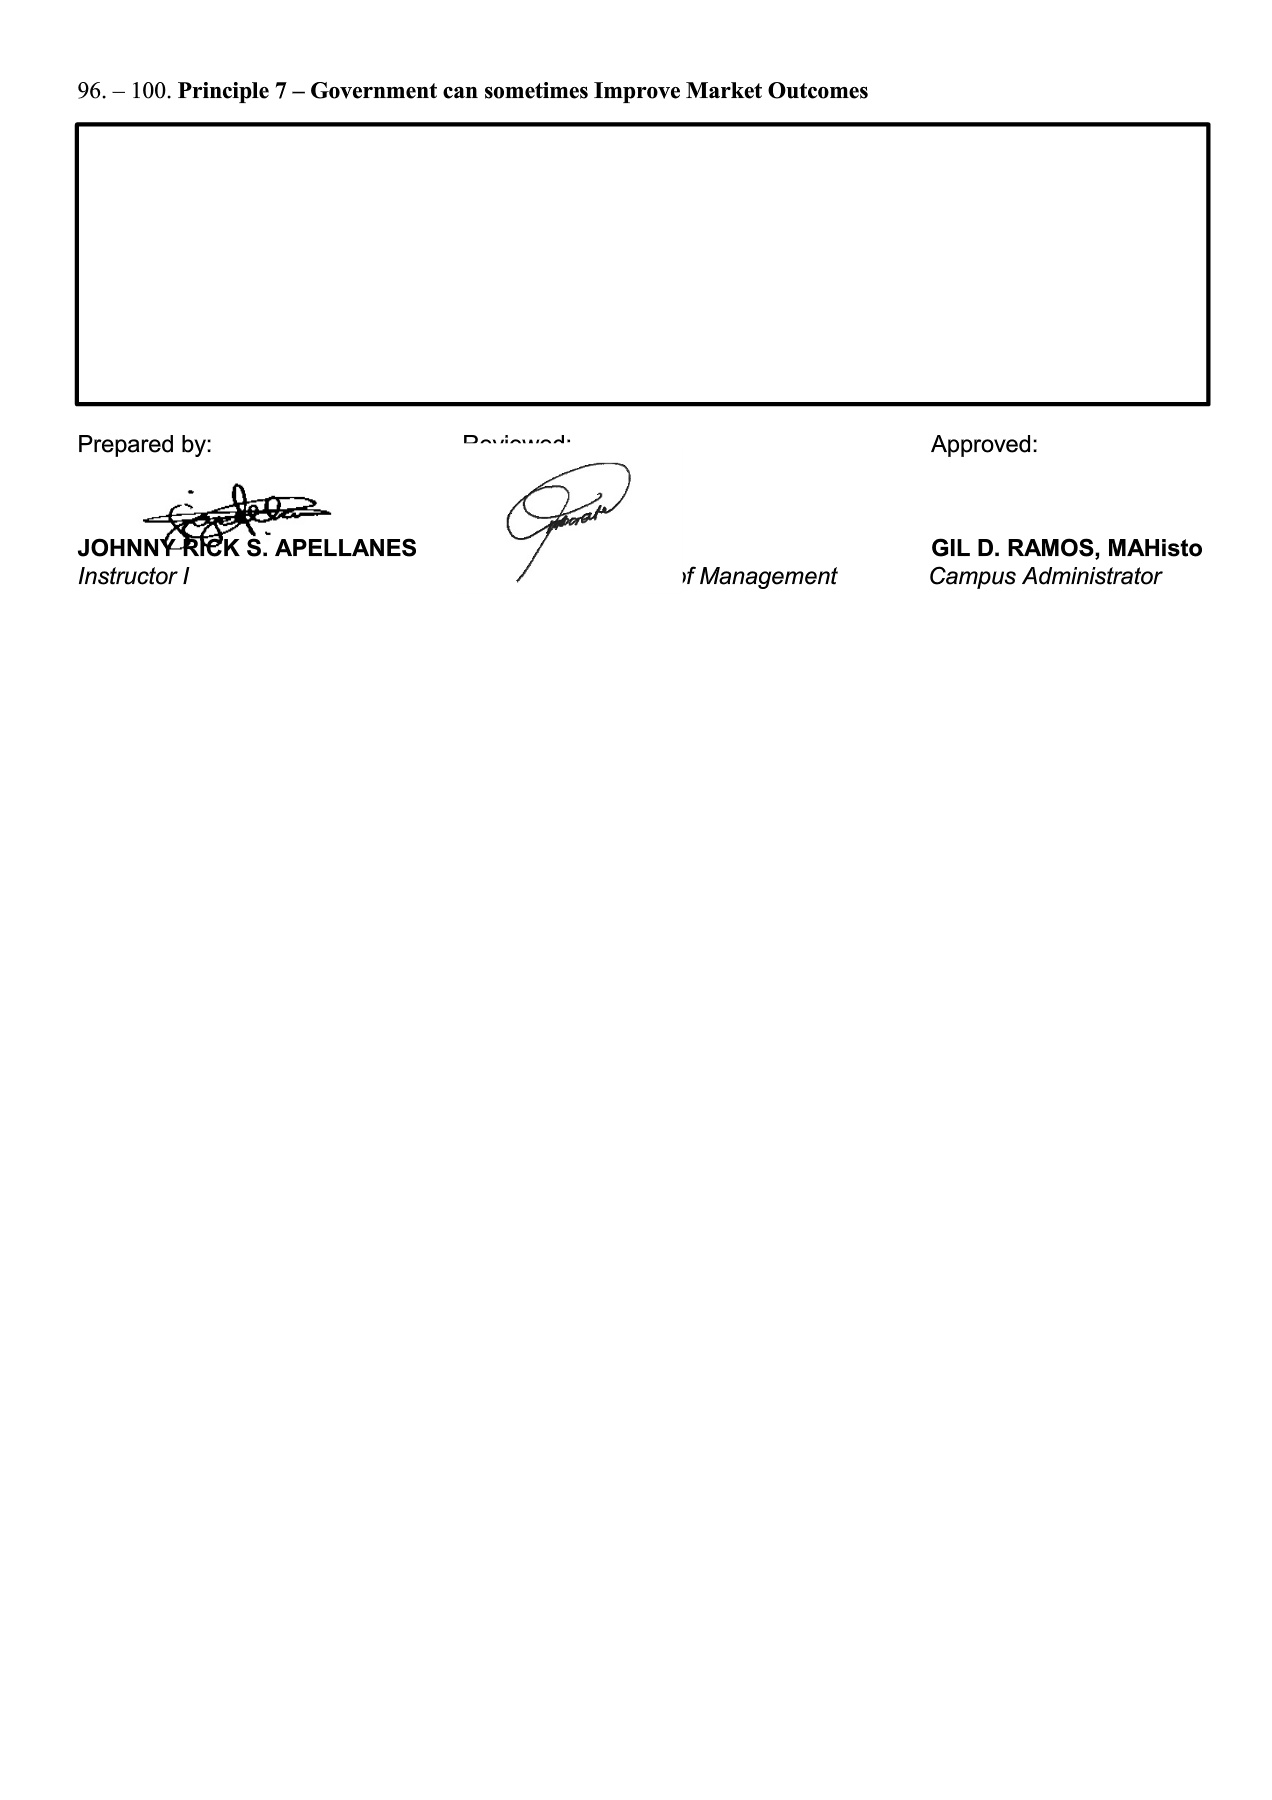 96. – 100. Principle 7 – Government can sometimes Improve Market Outcomes
Prepared by:
Reviewed:
Approved:
JOHNNY RICK S. APELLANES
GIL D. RAMOS, MAHisto
Instructor I
of Management
Campus Administrator